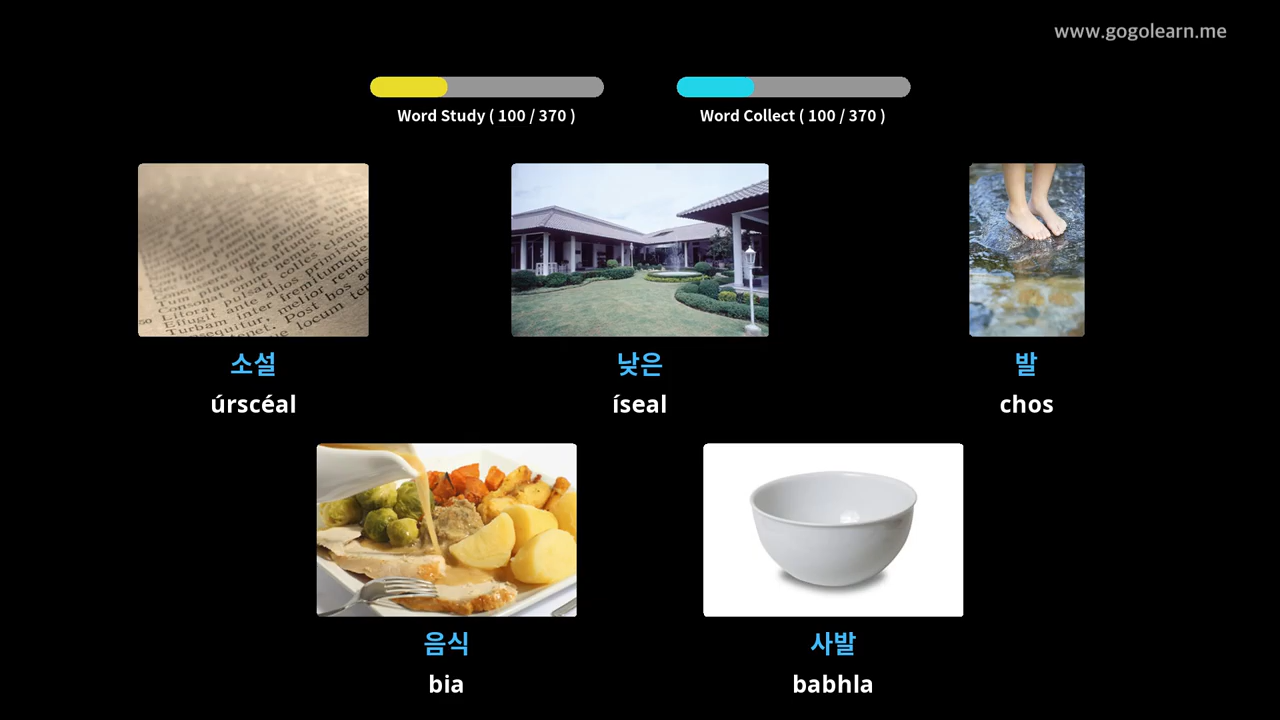 www.gogolearn.me
Word Study ( 100 / 370 )
Word Collect ( 100 / 370 )
소설
úrscéal
낮은
íseal
발
chos
음식
bia
사발
babhla